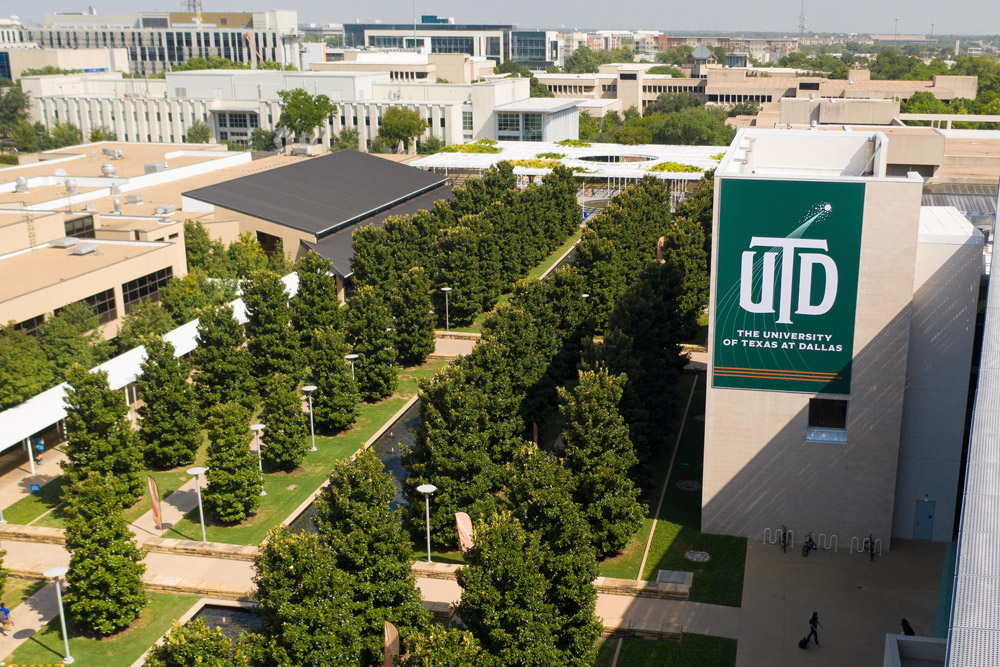 UTD
THE UNIVERSITY
OF TEXAS AT DALLAS